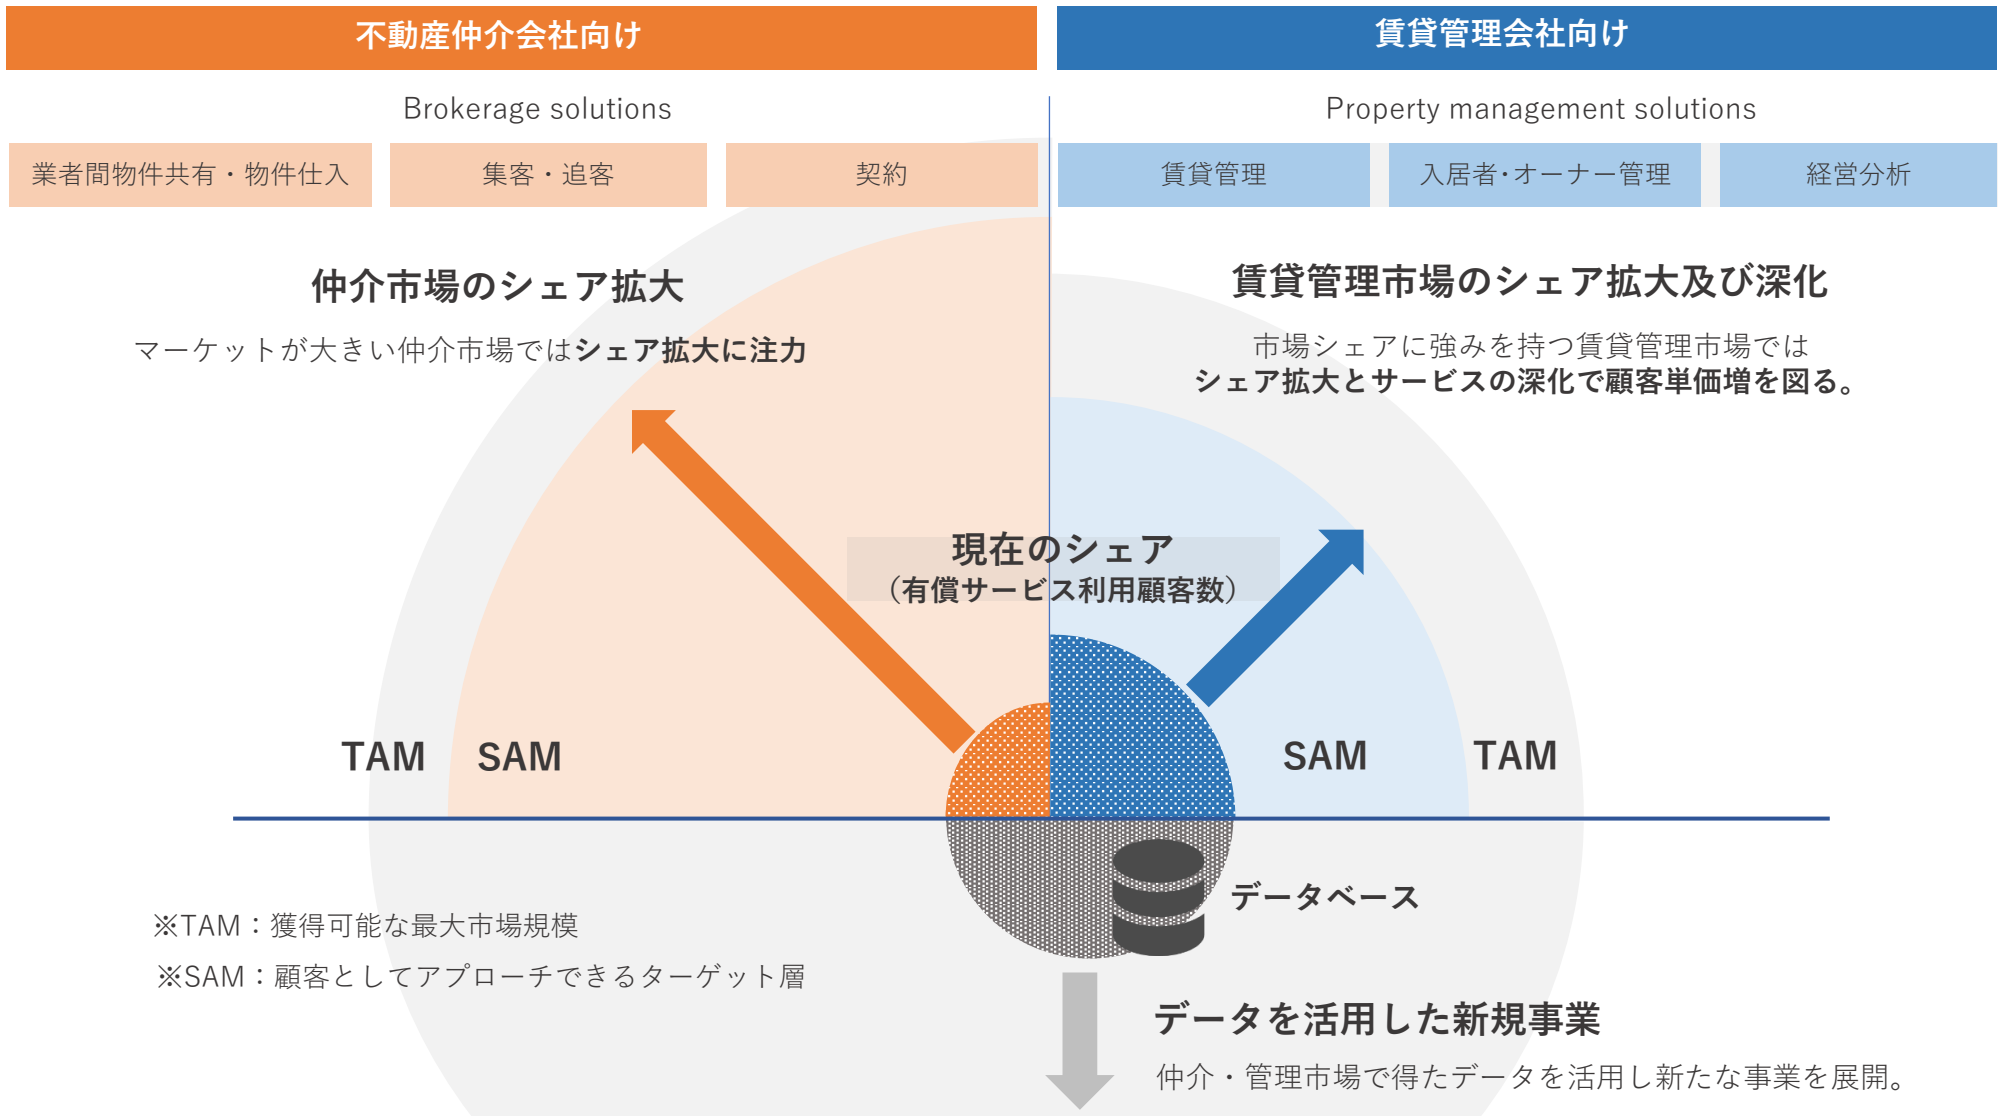 不動産仲介会社向け
賃貸管理会社向け
Brokerage solutions
Property management solutions
業者間物件共有・物件仕入
集客・追客
契約
賃貸管理
入居者・オーナー管理
経営分析
仲介市場のシェア拡大
マーケットが大きい仲介市場ではシェア拡大に注力
賃貸管理市場のシェア拡大及び深化
市場シェアに強みを持つ賃貸管理市場では
シェア拡大とサービスの深化で顧客単価増を図る。
現在のシェア
（有償サービス利用顧客数）
TAM
SAM
SAM
TAM
データベース
※TAM：獲得可能な最大市場規模
※SAM：顧客としてアプローチできるターゲット層
データを活用した新規事業
仲介・管理市場で得たデータを活用し新たな事業を展開。